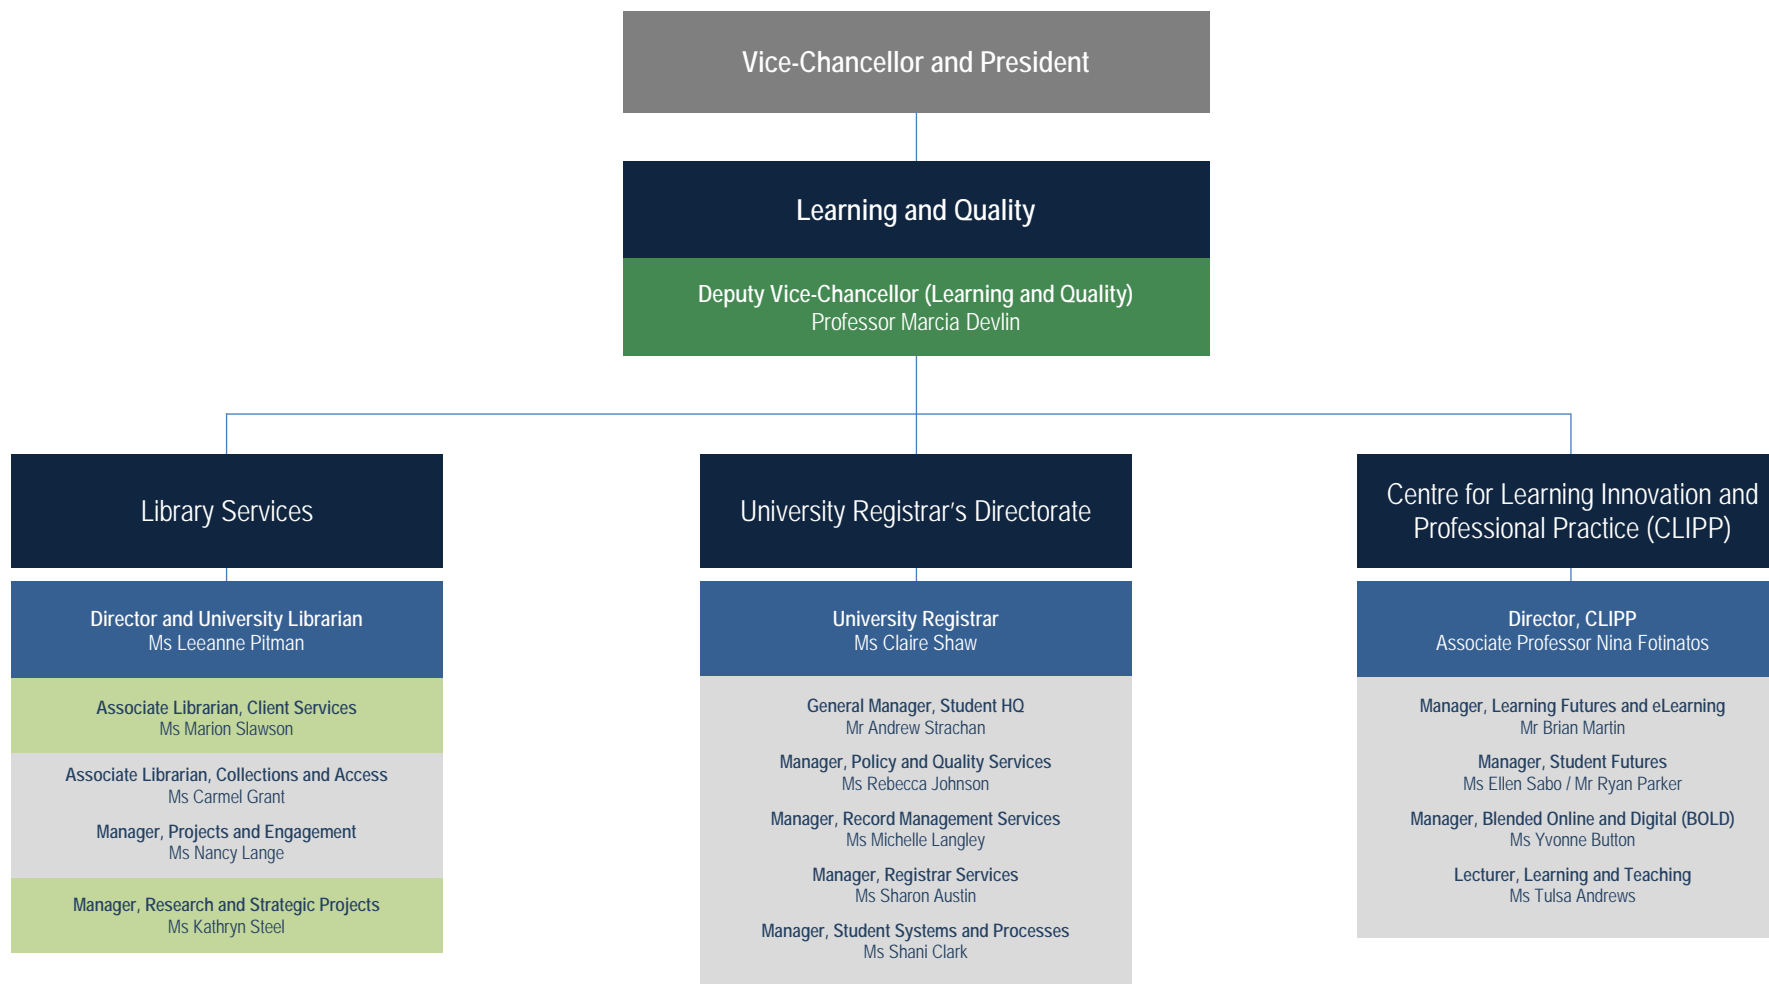 Vice-Chancellor and President
Learning and Quality
Deputy Vice-Chancellor (Learning and Quality)
Professor Marcia Devlin
Library Services
Director and University Librarian
Ms Leeanne Pitman
Associate Librarian, Client Services
Ms Marion Slawson
Associate Librarian, Collections and Access
Ms Carmel Grant
Manager, Projects and Engagement
Ms Nancy Lange
Manager, Research and Strategic Projects
Ms Kathryn Steel
University Registrar's Directorate
University Registrar
Ms Claire Shaw
General Manager, Student HQ
Mr Andrew Strachan
Manager, Policy and Quality Services
Ms Rebecca Johnson
Manager, Record Management Services
Ms Michelle Langley
Manager, Registrar Services
Ms Sharon Austin
Manager, Student Systems and Processes
Ms Shani Clark
Centre for Learning Innovation and
Professional Practice (CLIPP)
Director, CLIPP
Associate Professor Nina Fotinatos
Manager, Learning Futures and eLearning
Mr Brian Martin
Manager, Student Futures
Ms Ellen Sabo / Mr Ryan Parker
Manager, Blended Online and Digital (BOLD)
Ms Yvonne Button
Lecturer, Learning and Teaching
Ms Tulsa Andrews